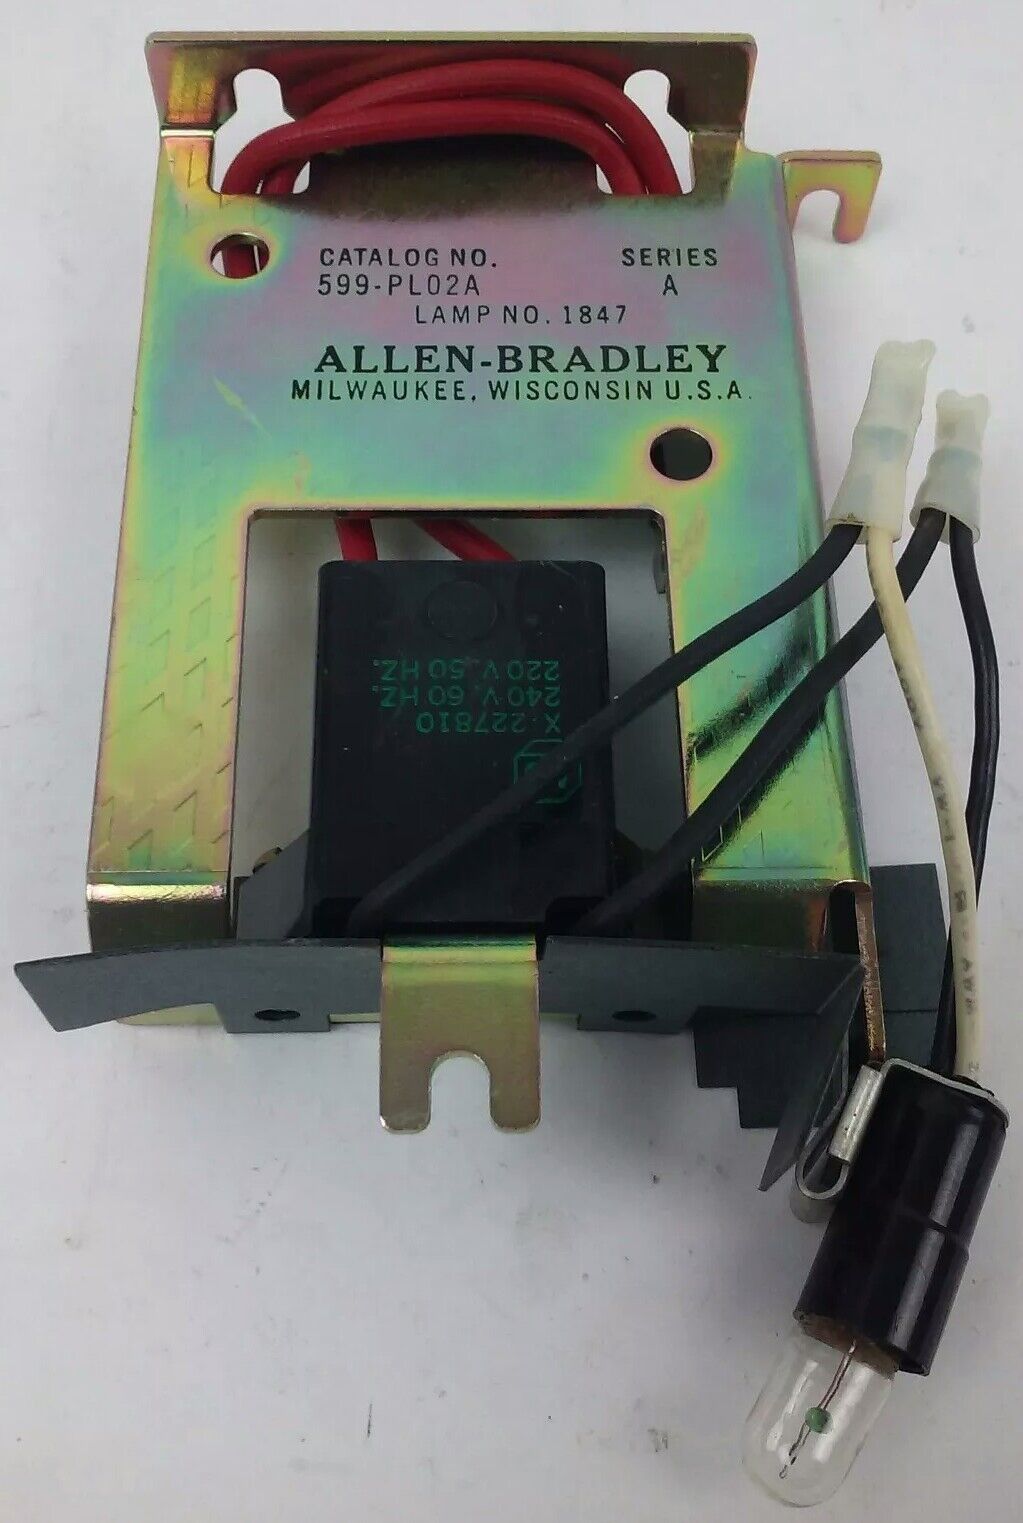 CATALOG NO. SERIES
599-PL02A A
LAMP NO. 1847
ALLEN-BRADLEY
MILWAUKEE, WISCONSIN U.S.A.
X-227810
240 V. 60 HZ.
220 V. 50 HZ.